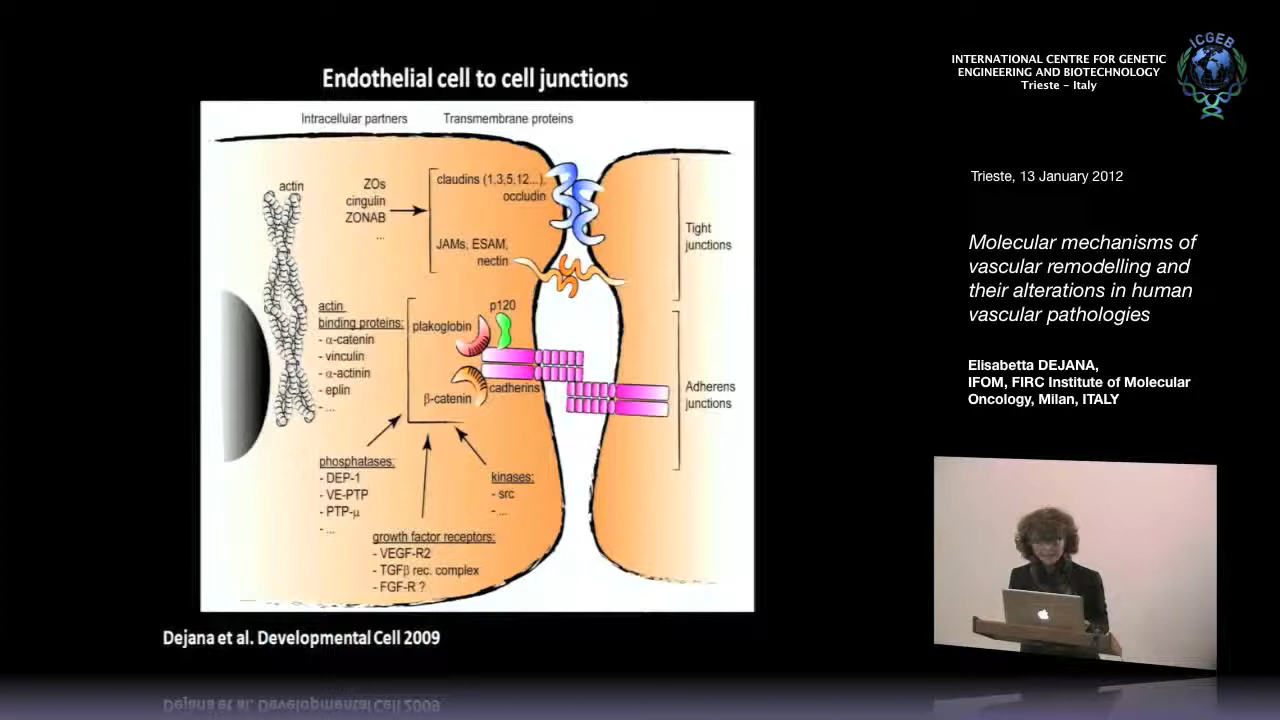 Endothelial cell to cell junctions
Intracellular partners
Transmembrane proteins
actin
ZOs
cingulin
ZONAB
...
claudins (1,3,5,12...),
occludin
JAMs, ESAM,
nectin
Tight
junctions
actin
binding proteins:
- α-catenin
- vinculin
- α-actinin
- eplin
- ...
p120
plakoglobin
cadherins
β-catenin
Adherens
junctions
phosphatases:
- DEP-1
- VE-PTP
- PTP-μ
- ...
kinases:
- src
- ...
growth factor receptors:
- VEGF-R2
- TGFβ rec. complex
- FGF-R ?
Dejana et al. Developmental Cell 2009
INTERNATIONAL CENTRE FOR GENETIC
ENGINEERING AND BIOTECHNOLOGY
Trieste - Italy
ICGEB
Trieste, 13 January 2012
Molecular mechanisms of
vascular remodelling and
their alterations in human
vascular pathologies
Elisabetta DEJANA,
IFOM, FIRC Institute of Molecular
Oncology, Milan, ITALY